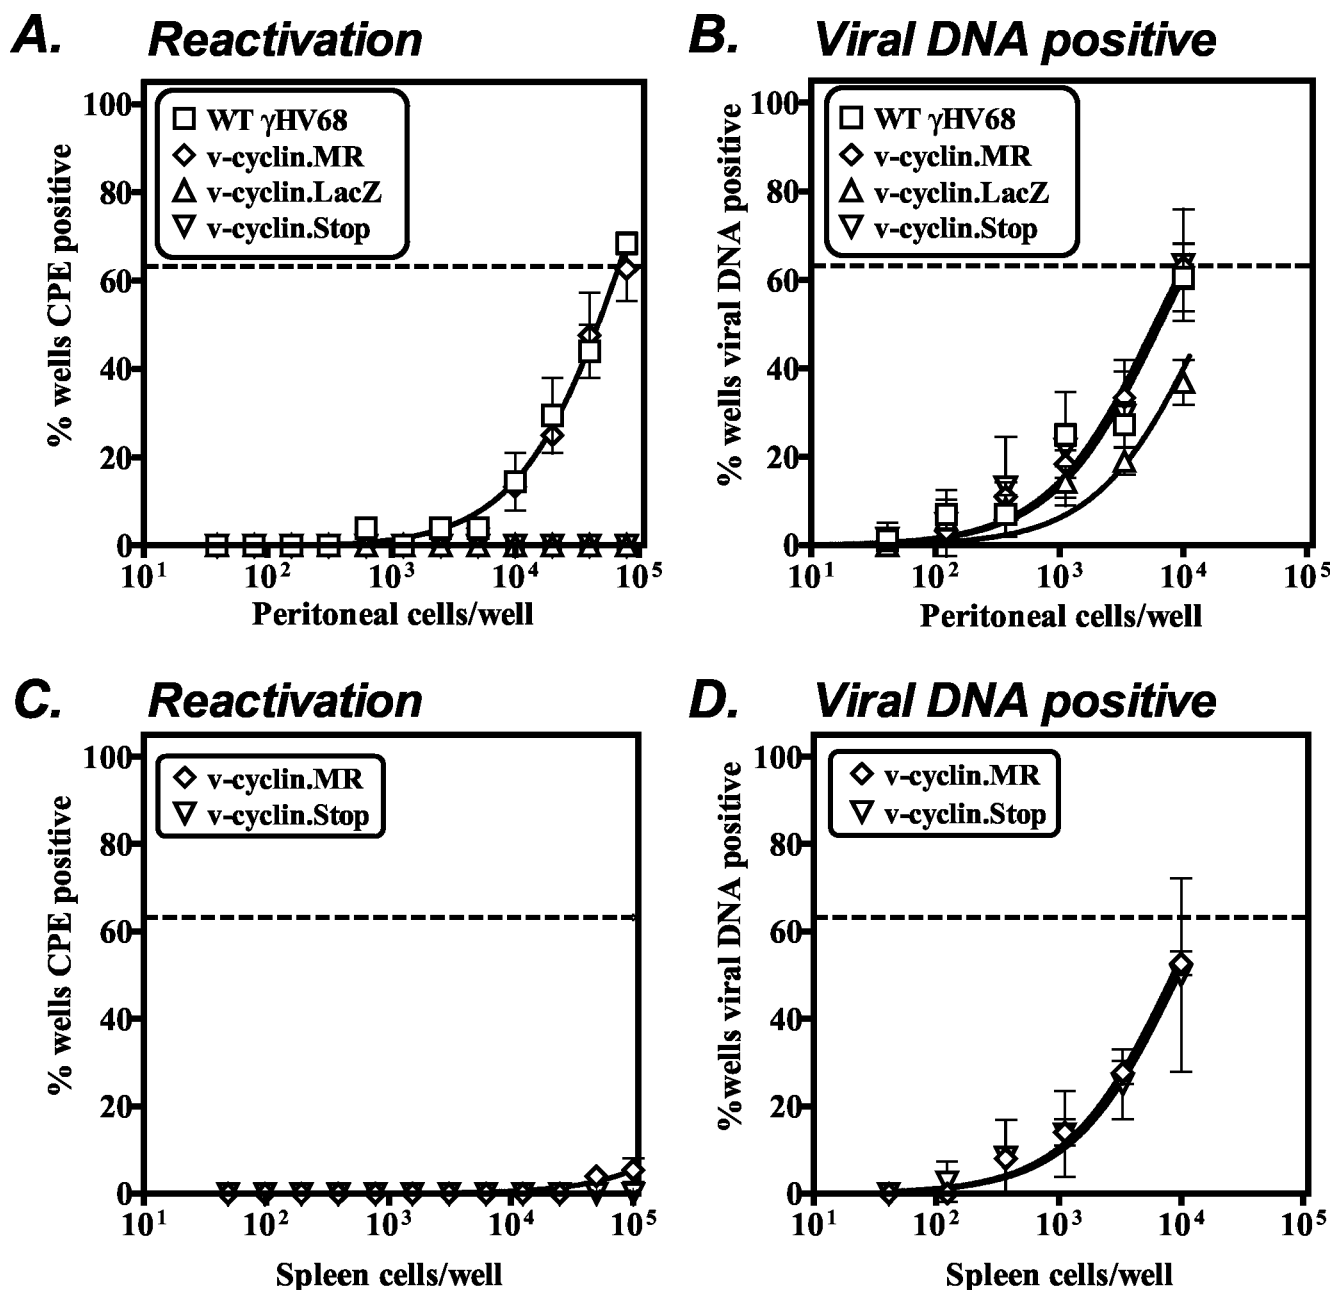 A. Reactivation
100
80
60
40
20
0
% wells CPE positive
WT γHV68
v-cyclin.MR
v-cyclin.LacZ
v-cyclin.Stop
10¹ 10² 10³ 10⁴ 10⁵
Peritoneal cells/well
B. Viral DNA positive
100
80
60
40
20
0
% wells viral DNA positive
WT γHV68
v-cyclin.MR
v-cyclin.LacZ
v-cyclin.Stop
10¹ 10² 10³ 10⁴ 10⁵
Peritoneal cells/well
C. Reactivation
100
80
60
40
20
0
% wells CPE positive
v-cyclin.MR
v-cyclin.Stop
10¹ 10² 10³ 10⁴ 10⁵
Spleen cells/well
D. Viral DNA positive
100
80
60
40
20
0
%wells viral DNA positive
v-cyclin.MR
v-cyclin.Stop
10¹ 10² 10³ 10⁴ 10⁵
Spleen cells/well